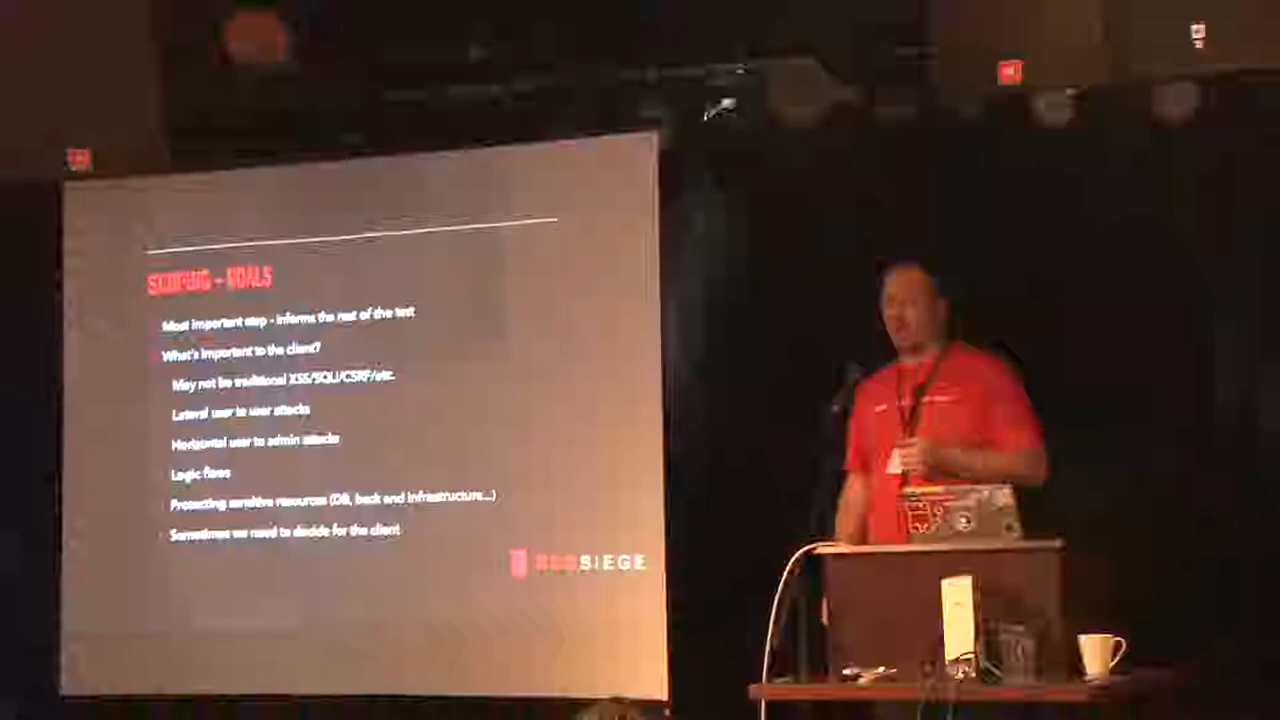 SCOPING - GOALS
Most important step - informs the rest of the test
What's important to the client?
May not be traditional XSS/SQLI/CSRF/etc.
Lateral user to user attacks
Horizontal user to admin attacks
Logic flaws
Protecting sensitive resources (DB, back end infrastructure...)
Sometimes we need to decide for the client
REDSIEGE